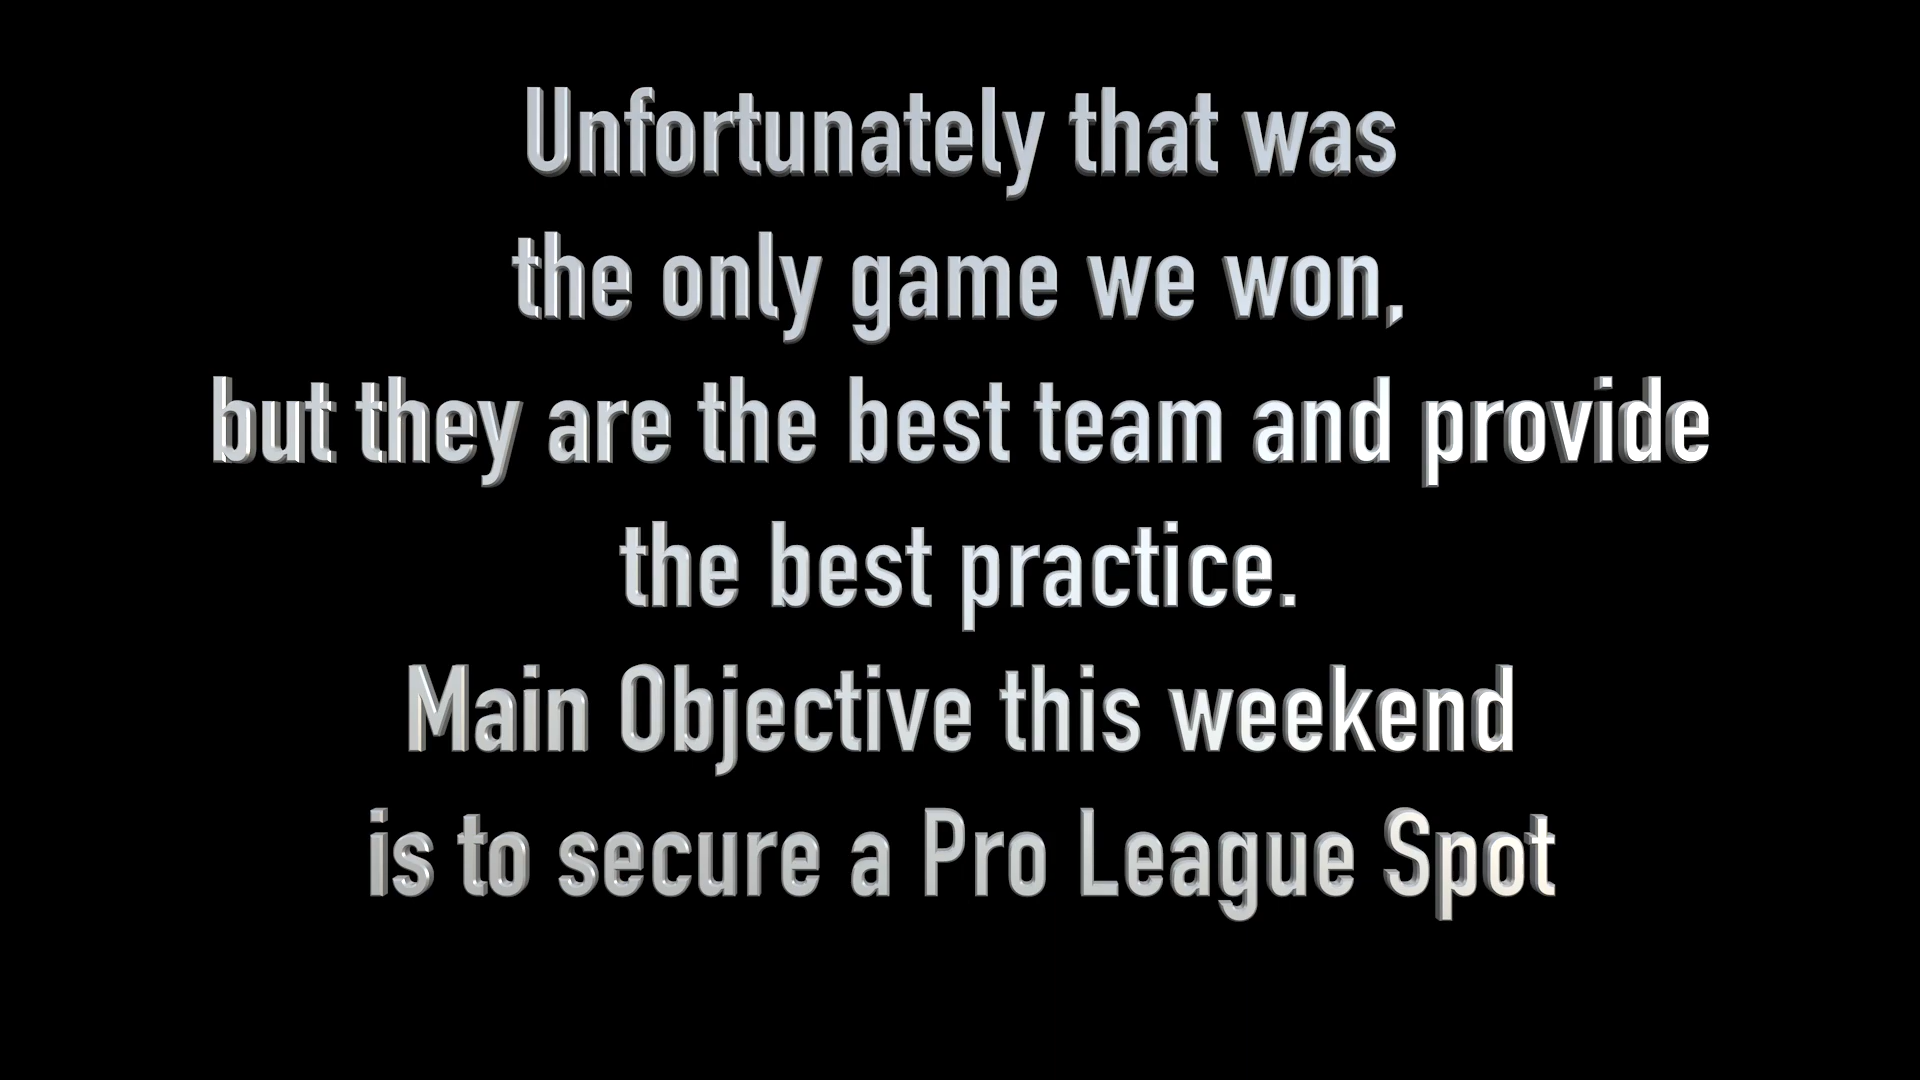 Unfortunately that was
the only game we won,
but they are the best team and provide
the best practice.
Main Objective this weekend
is to secure a Pro League Spot